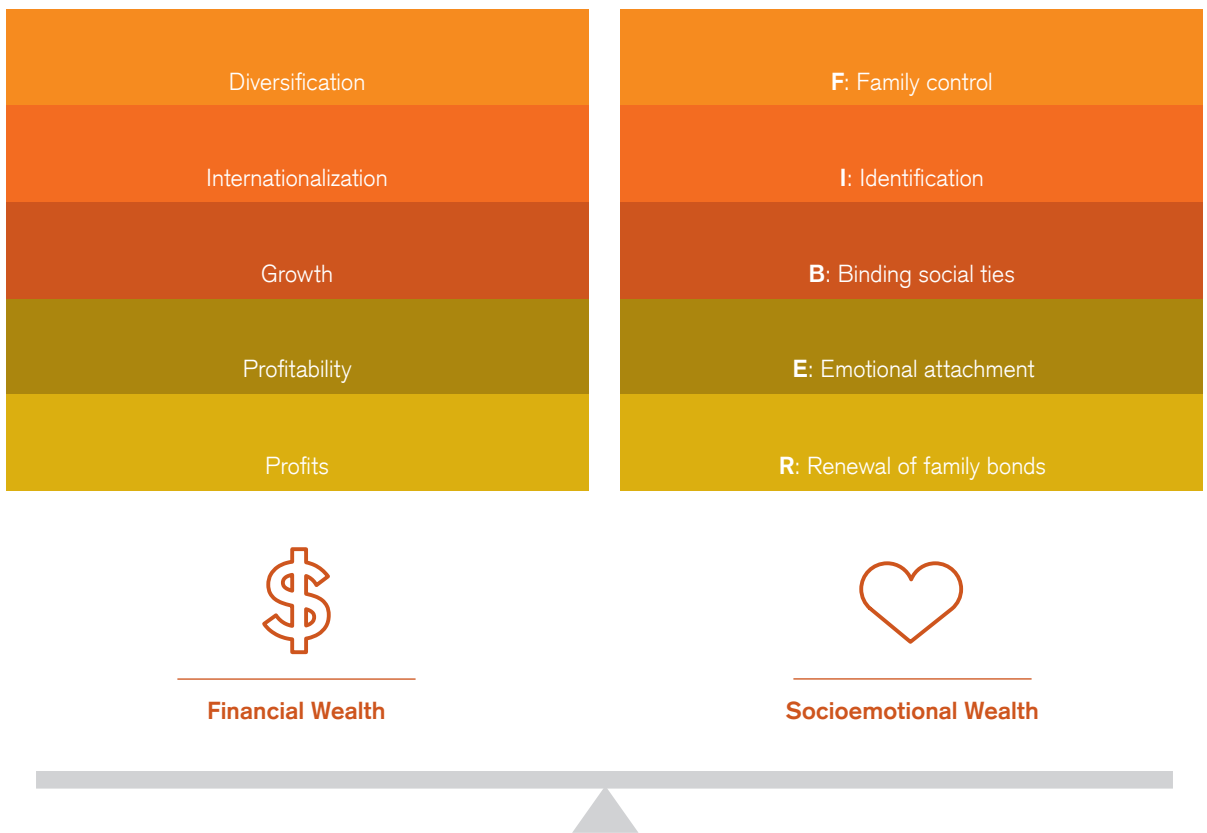 Diversification
Internationalization
Growth
Profitability
Profits
Financial Wealth
F: Family control
I: Identification
B: Binding social ties
E: Emotional attachment
R: Renewal of family bonds
Socioemotional Wealth